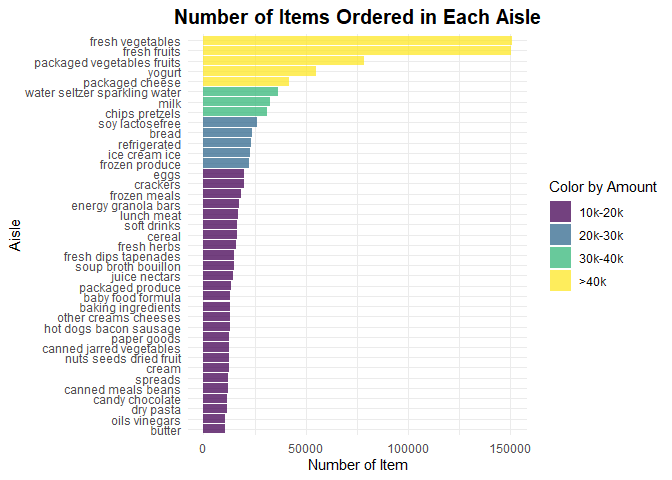 Number of Items Ordered in Each Aisle
fresh vegetables
fresh fruits
packaged vegetables fruits
yogurt
packaged cheese
water seltzer sparkling water
milk
chips pretzels
soy lactosefree
bread
refrigerated
ice cream ice
frozen produce
eggs
crackers
frozen meals
energy granola bars
lunch meat
soft drinks
cereal
fresh herbs
fresh dips tapenades
soup broth bouillon
juice nectars
packaged produce
baby food formula
baking ingredients
other creams cheeses
hot dogs bacon sausage
paper goods
canned jarred vegetables
nuts seeds dried fruit
cream
spreads
canned meals beans
candy chocolate
dry pasta
oils vinegars
butter
Aisle
0 50000 100000 150000
Number of Item
Color by Amount
10k-20k
20k-30k
30k-40k
>40k